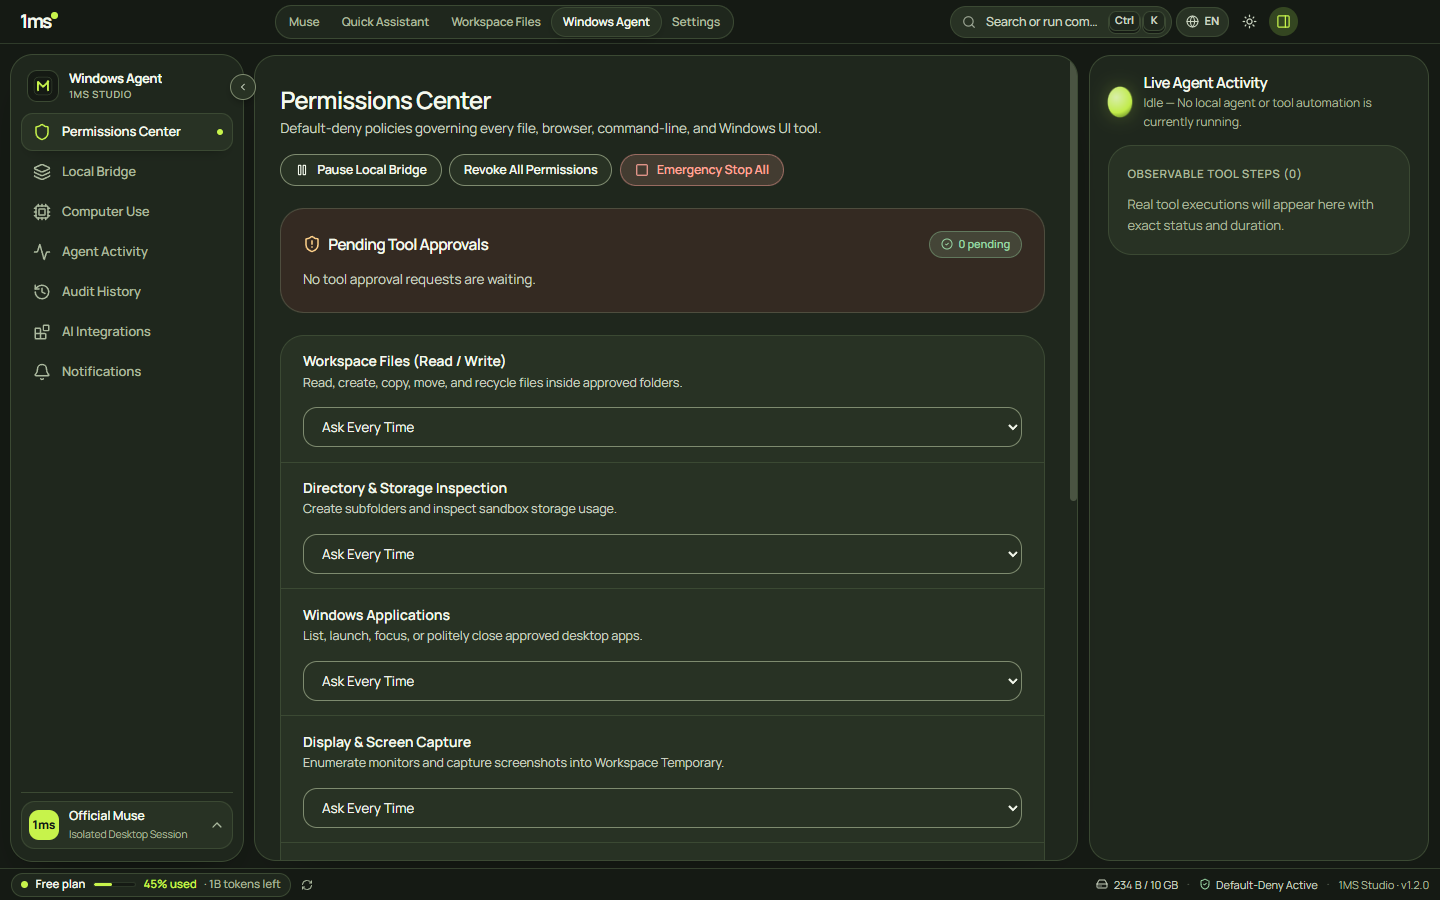 1ms
Muse
Quick Assistant
Workspace Files
Windows Agent
Settings
Search or run com...
Ctrl
K
EN
Windows Agent
1MS STUDIO
Permissions Center
Local Bridge
Computer Use
Agent Activity
Audit History
AI Integrations
Notifications
1ms
Official Muse
Isolated Desktop Session
Permissions Center
Default-deny policies governing every file, browser, command-line, and Windows UI tool.
Pause Local Bridge
Revoke All Permissions
Emergency Stop All
Pending Tool Approvals
0 pending
No tool approval requests are waiting.
Workspace Files (Read / Write)
Read, create, copy, move, and recycle files inside approved folders.
Ask Every Time
Directory & Storage Inspection
Create subfolders and inspect sandbox storage usage.
Ask Every Time
Windows Applications
List, launch, focus, or politely close approved desktop apps.
Ask Every Time
Display & Screen Capture
Enumerate monitors and capture screenshots into Workspace Temporary.
Ask Every Time
Live Agent Activity
Idle — No local agent or tool automation is
currently running.
OBSERVABLE TOOL STEPS (0)
Real tool executions will appear here with
exact status and duration.
Free plan
45% used
· 1B tokens left
234 B / 10 GB
·
Default-Deny Active
·
1MS Studio · v1.2.0